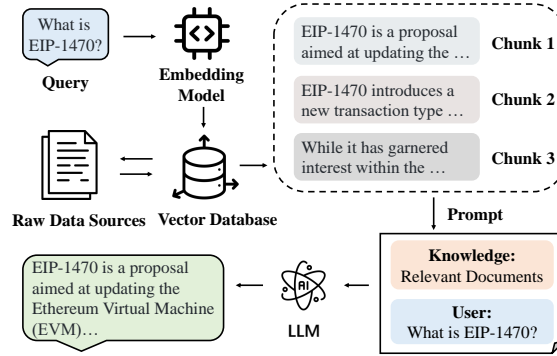 What is
EIP-1470?
Query
Embedding
Model
EIP-1470 is a proposal
aimed at updating the …
Chunk 1
EIP-1470 introduces a
new transaction type …
Chunk 2
While it has garnered
interest within the …
Chunk 3
Raw Data Sources
Vector Database
Prompt
Knowledge:
Relevant Documents
User:
What is EIP-1470?
AI
LLM
EIP-1470 is a proposal
aimed at updating the
Ethereum Virtual Machine
(EVM)…